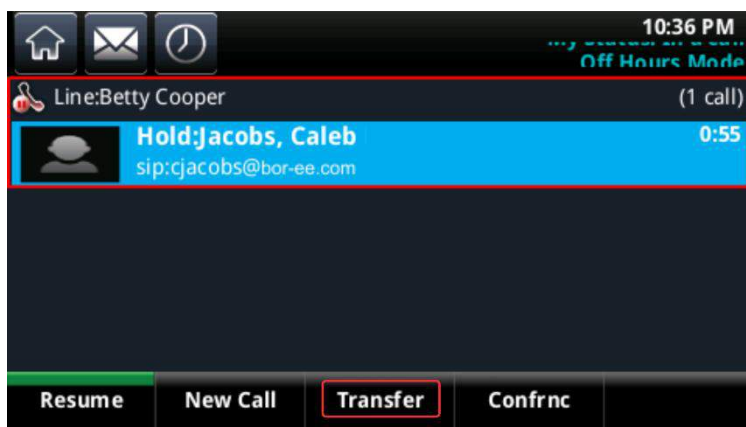 10:36 PM
Off Hours Mode
Line:Betty Cooper (1 call)
Hold:Jacobs, Caleb 0:55
sip:cjacobs@bor-ee.com
Resume New Call Transfer Confrnc